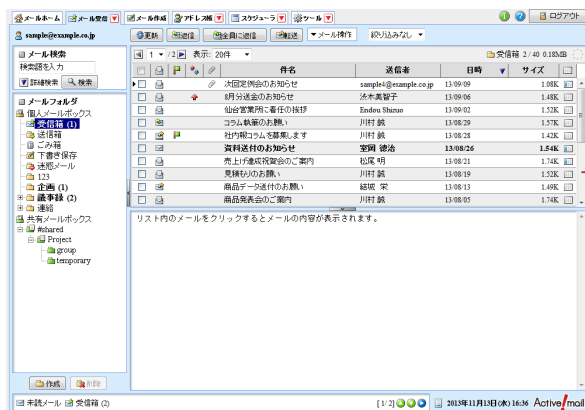 メールホーム メール受信 メール作成 アドレス帳 スケジューラ ツール ログアウト
sample@example.co.jp 更新 返信 全員に返信 転送 メール操作 絞り込みなし
メール検索
検索語を入力
詳細検索 検索
メールフォルダ
個人メールボックス
受信箱 (1)
送信箱
ごみ箱
下書き保存
迷惑メール
123
企画 (1)
議事録 (2)
連絡
共有メールボックス
#shared
Project
group
temporary
作成 削除
1 / 2 表示: 20件 受信箱 2 / 40 0.18MB
件名 送信者 日時 サイズ
次回定例会のお知らせ sample4@example.co.jp 13/09/09 1.08K
8月分送金のお知らせ 渋木美智子 13/09/06 1.48K
仙台営業所に着任の挨拶 Endou Shizuo 13/09/02 1.52K
コラム執筆のお願い 川村 誠 13/08/29 1.57K
社内報コラムを募集します 川村 誠 13/08/28 1.42K
資料送付のお知らせ 室岡 徳治 13/08/26 1.54K
売上げ達成祝賀会のご案内 松尾 明 13/08/21 1.74K
見積もりのお願い 川村 誠 13/08/19 1.52K
商品データ送付のお願い 結城 栄 13/08/13 1.49K
商品発表会のご案内 川村 誠 13/08/05 1.74K
リスト内のメールをクリックするとメールの内容が表示されます。
未読メール 受信箱 (2) [1/2] 2013年11月13日(水) 16:36 Active! mail